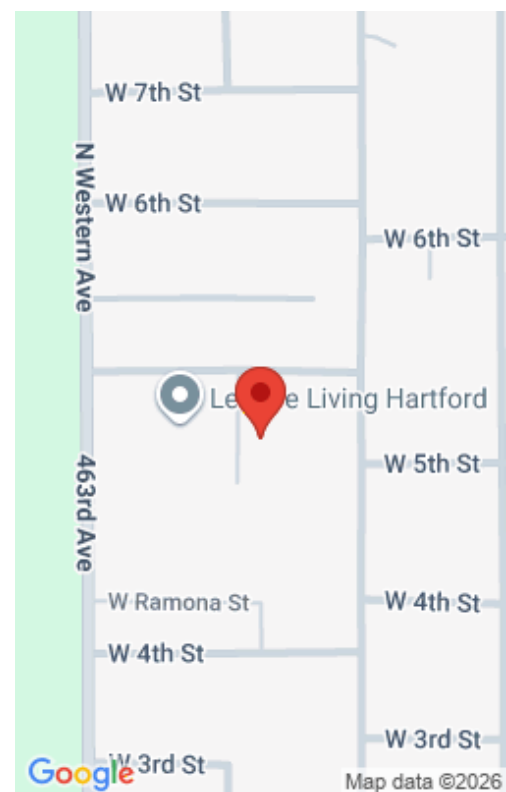 W 7th St
N Western Ave
W 6th St
W 6th St
Living Hartford
W 5th St
463rd Ave
W Ramona St
W 4th St
W 4th St
W 3rd St
W 3rd St
Google
Map data ©2026